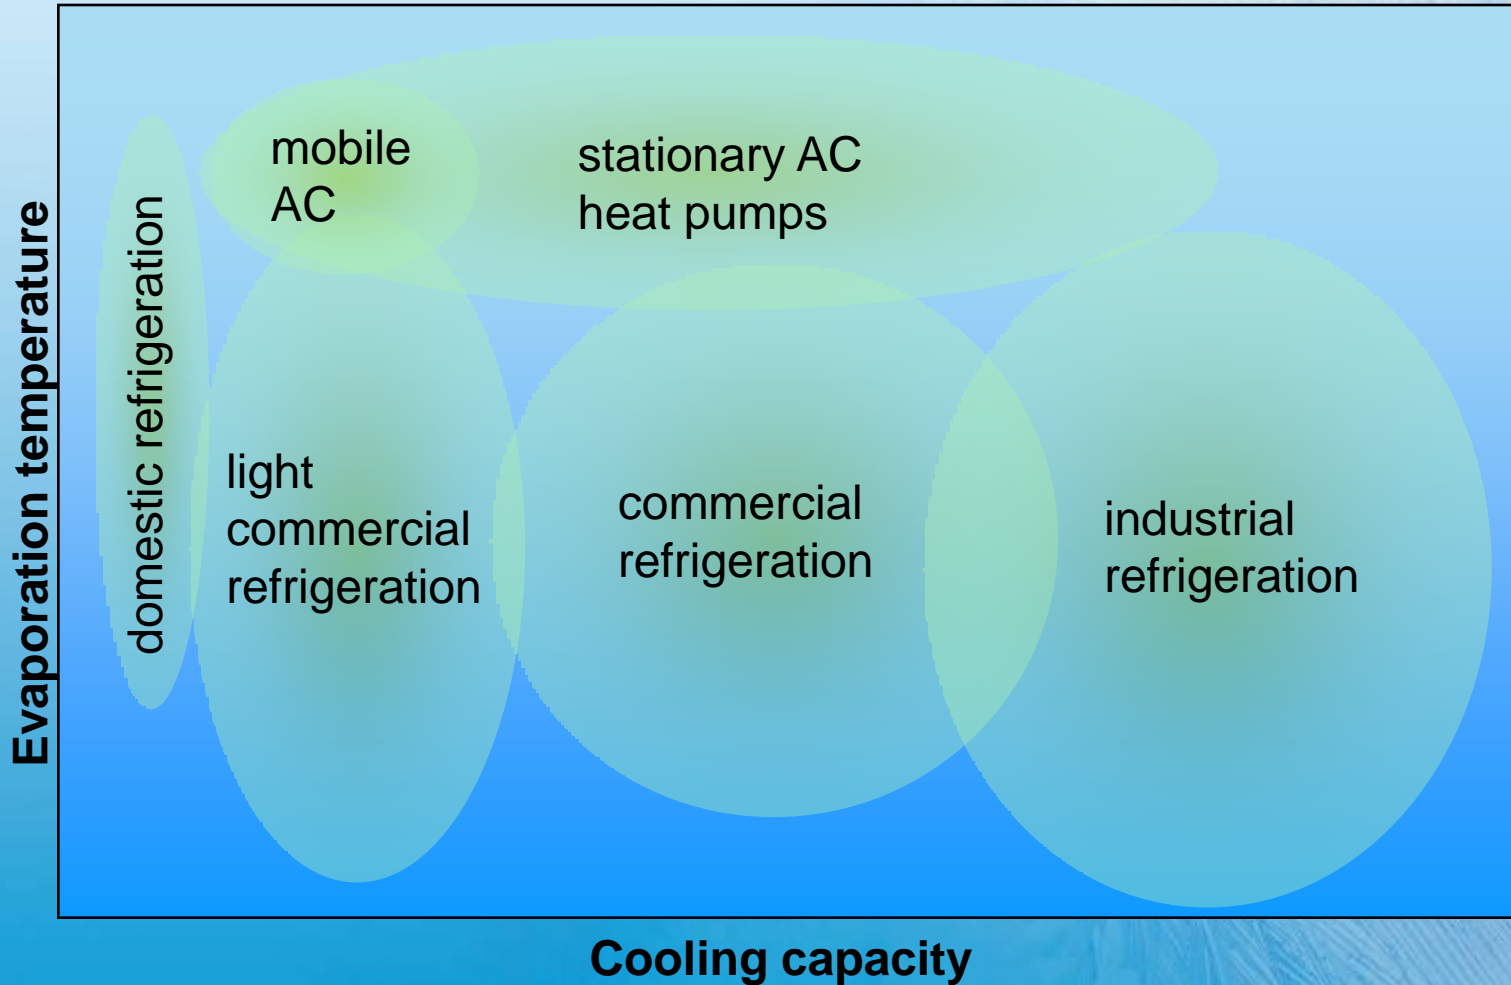 mobile
AC
stationary AC
heat pumps
Evaporation temperature
domestic refrigeration
light
commercial
refrigeration
commercial
refrigeration
industrial
refrigeration
Cooling capacity